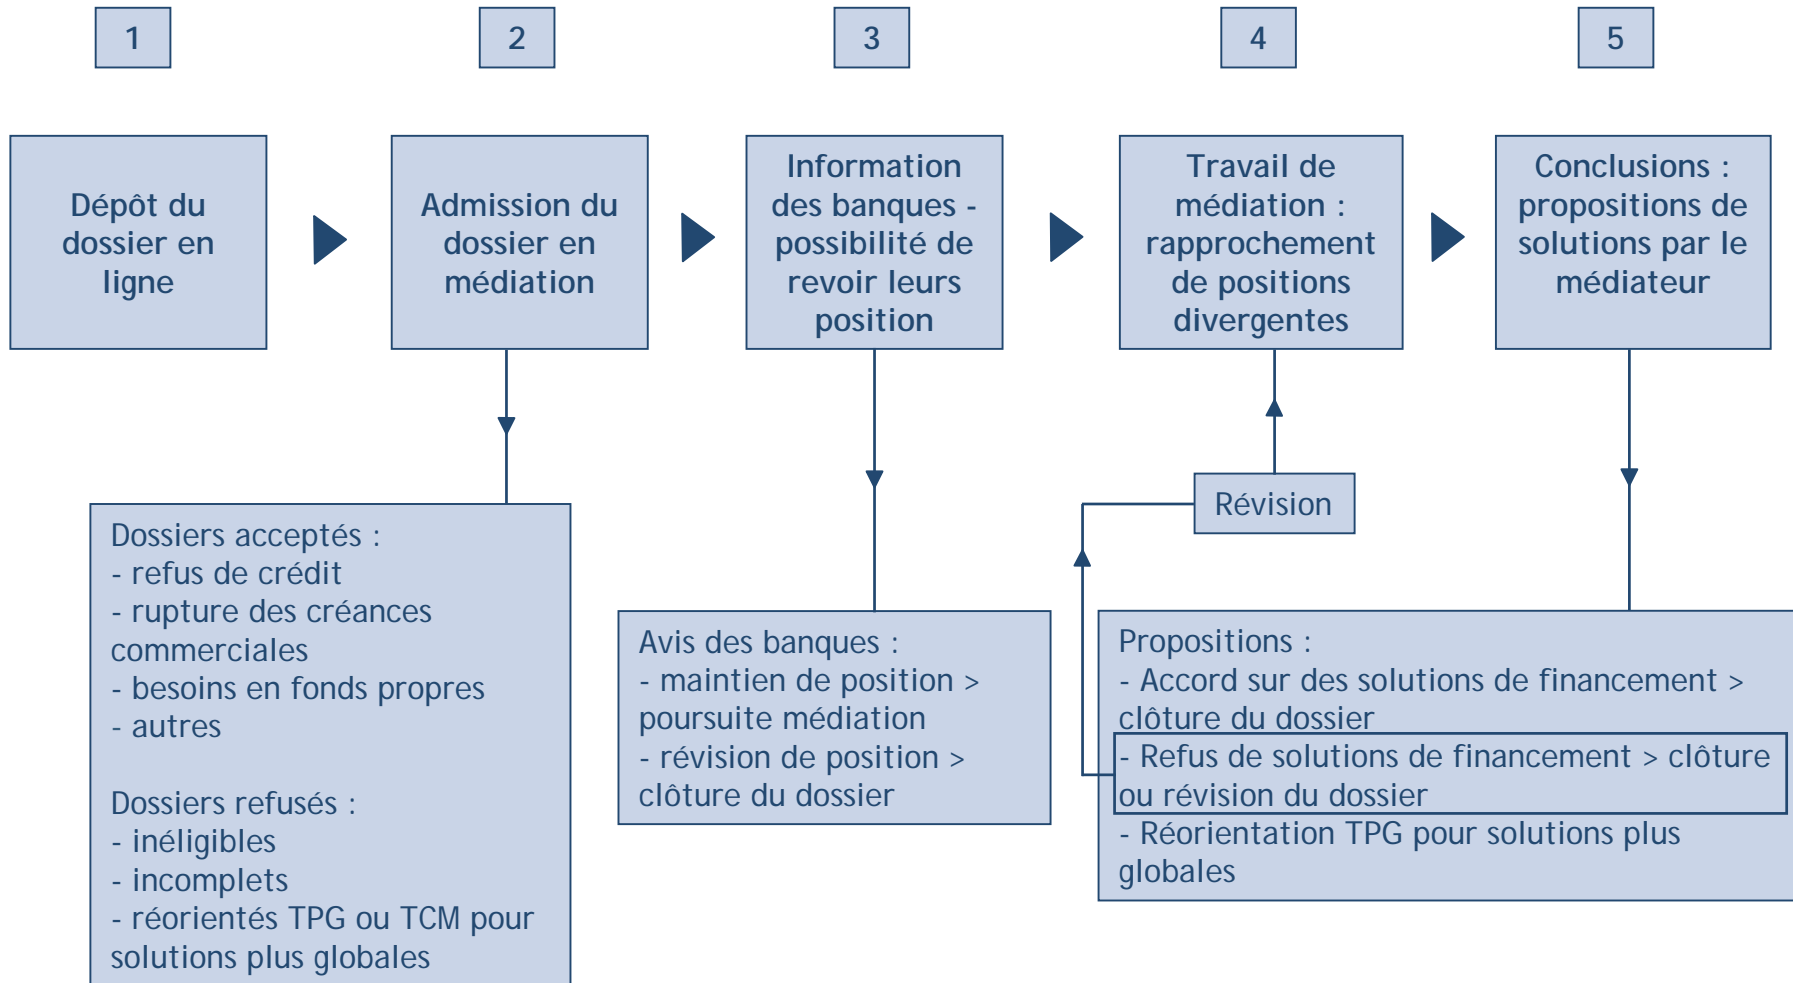 1
2
3
4
5
Dépôt du
dossier en
ligne
Admission du
dossier en
médiation
Information
des banques -
possibilité de
revoir leurs
position
Travail de
médiation :
rapprochement
de positions
divergentes
Conclusions :
propositions de
solutions par le
médiateur
Dossiers acceptés :
- refus de crédit
- rupture des créances
commerciales
- besoins en fonds propres
- autres
Dossiers refusés :
- inéligibles
- incomplets
- réorientés TPG ou TCM pour
solutions plus globales
Avis des banques :
- maintien de position >
poursuite médiation
- révision de position >
clôture du dossier
Révision
Propositions :
- Accord sur des solutions de financement >
clôture du dossier
- Refus de solutions de financement > clôture
ou révision du dossier
- Réorientation TPG pour solutions plus
globales